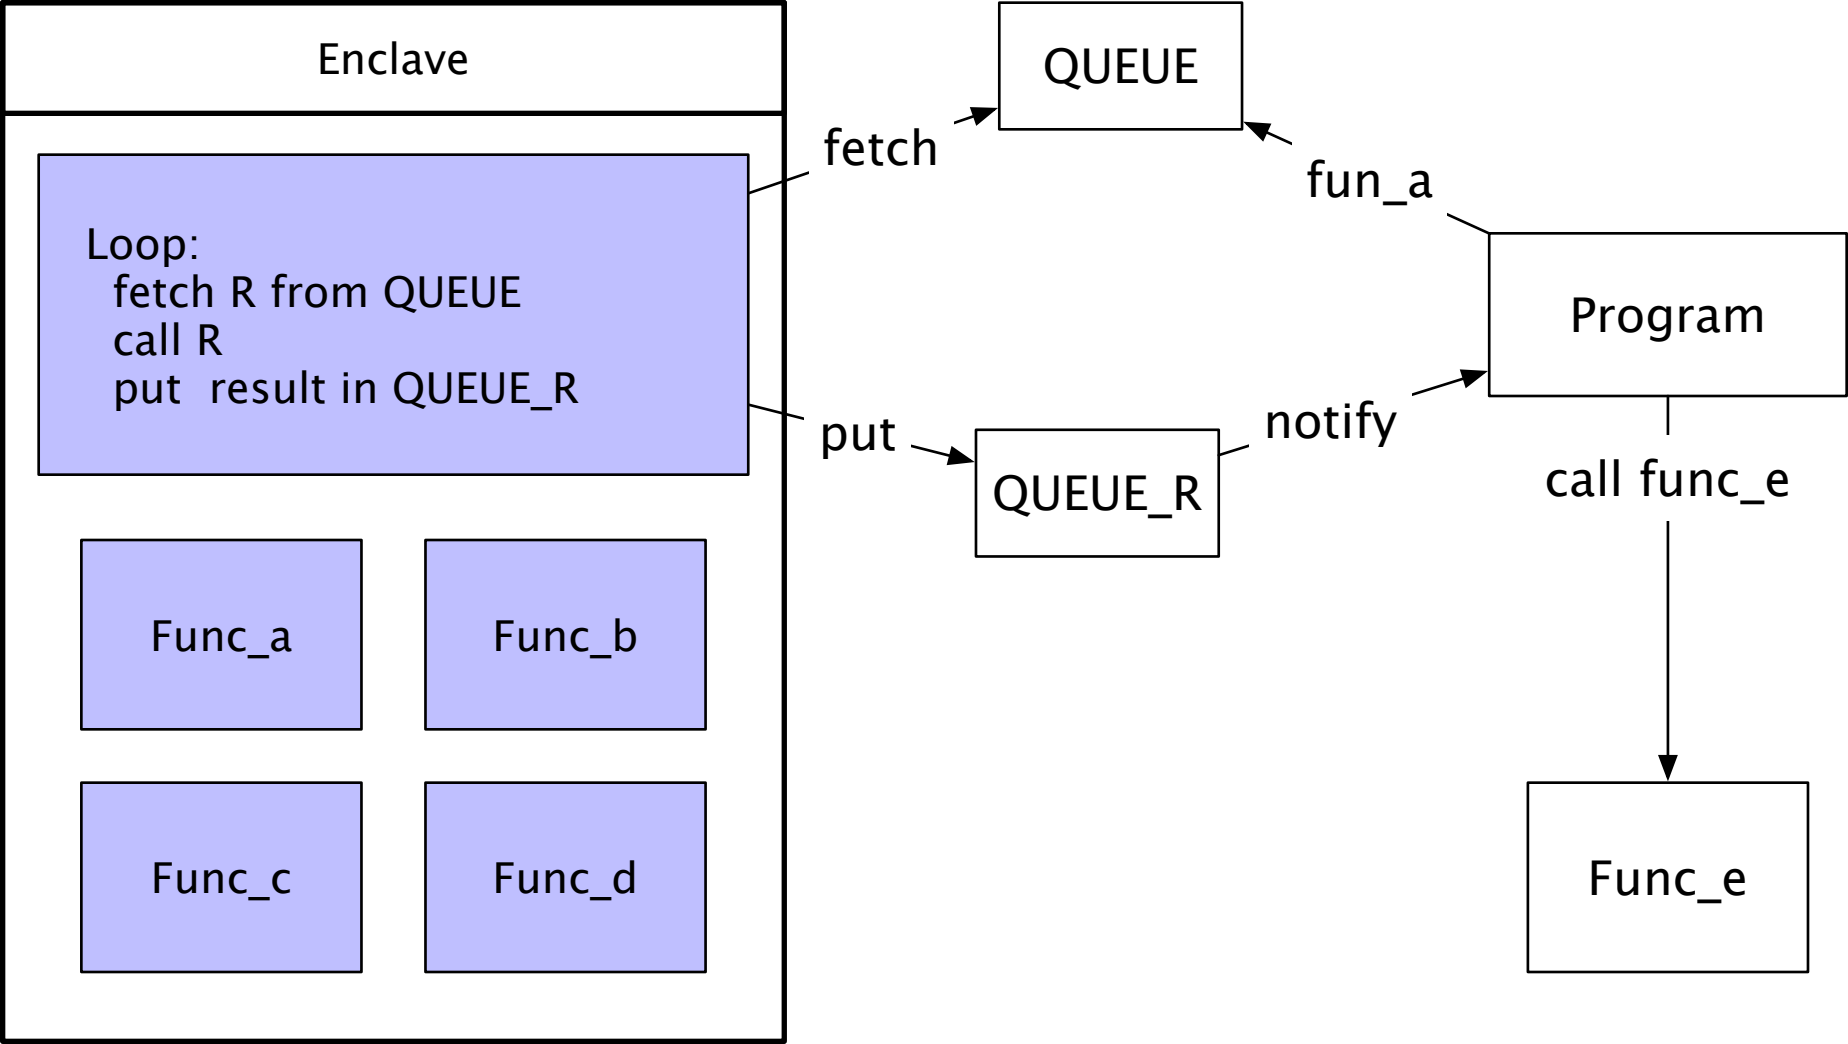 Enclave
QUEUE
fetch
fun_a
Loop:
fetch R from QUEUE
call R
put  result in QUEUE_R
Program
put
notify
QUEUE_R
call func_e
Func_a
Func_b
Func_c
Func_d
Func_e